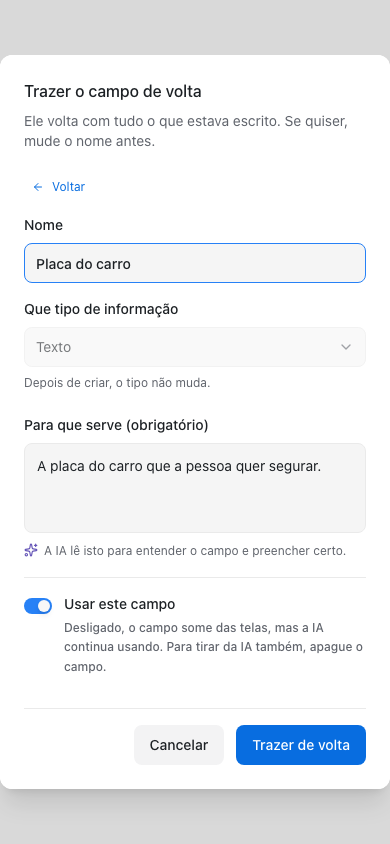 Trazer o campo de volta
Ele volta com tudo o que estava escrito. Se quiser,
mude o nome antes.
Voltar
Nome
Placa do carro
Que tipo de informação
Texto
Depois de criar, o tipo não muda.
Para que serve (obrigatório)
A placa do carro que a pessoa quer segurar.
A IA lê isto para entender o campo e preencher certo.
Usar este campo
Desligado, o campo some das telas, mas a IA
continua usando. Para tirar da IA também, apague o
campo.
Cancelar
Trazer de volta